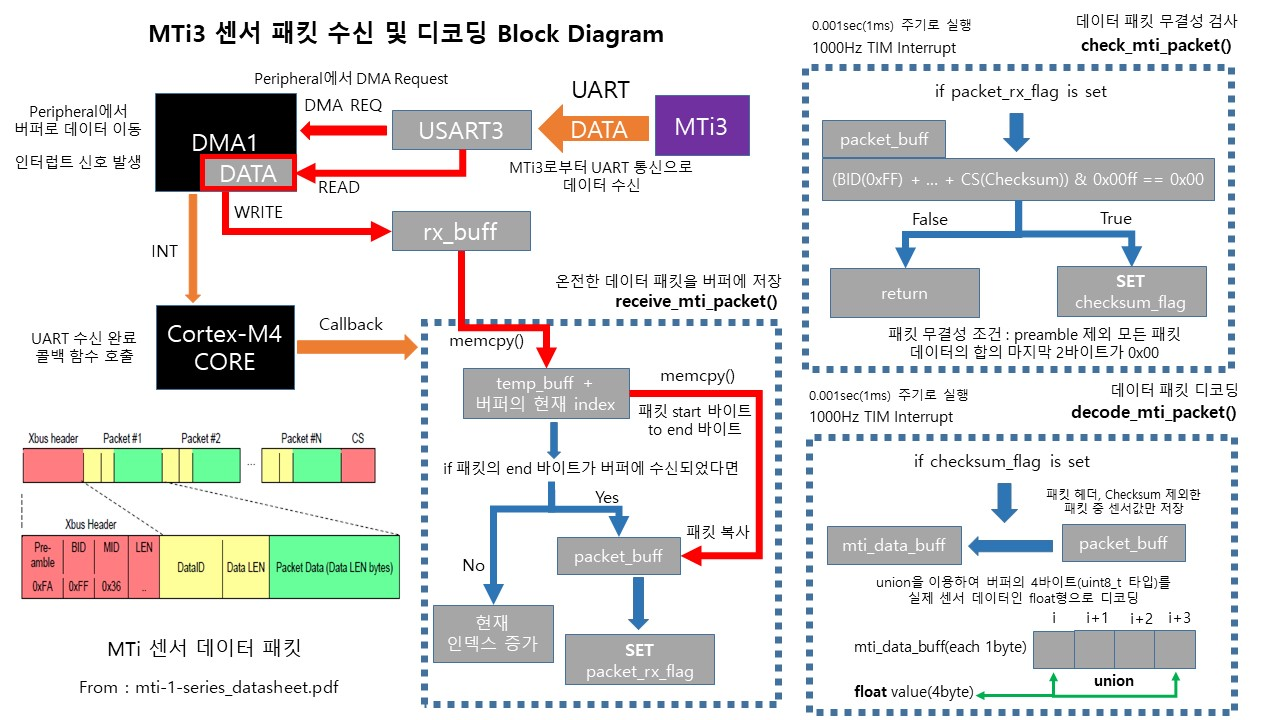 MTi3 센서 패킷 수신 및 디코딩 Block Diagram
Peripheral에서 DMA Request
Peripheral에서
버퍼로 데이터 이동
인터럽트 신호 발생
DMA1
DATA
DMA REQ
USART3
UART
DATA
MTi3
MTi3로부터 UART 통신으로
데이터 수신
READ
WRITE
rx_buff
INT
UART 수신 완료
콜백 함수 호출
Cortex-M4
CORE
Callback
온전한 데이터 패킷을 버퍼에 저장
receive_mti_packet()
memcpy()
temp_buff +
버퍼의 현재 index
memcpy()
패킷 start 바이트
to end 바이트
if 패킷의 end 바이트가 버퍼에 수신되었다면
Yes
No
패킷 복사
packet_buff
현재
인덱스 증가
SET
packet_rx_flag
Xbus header
Packet #1
Packet #2
Packet #N
CS
...
Xbus Header
Pre-
amble
BID
MID
LEN
DataID
Data LEN
Packet Data (Data LEN bytes)
0xFA
0xFF
0x36
..
MTi 센서 데이터 패킷
From : mti-1-series_datasheet.pdf
0.001sec(1ms) 주기로 실행
1000Hz TIM Interrupt
데이터 패킷 무결성 검사
check_mti_packet()
if packet_rx_flag is set
packet_buff
(BID(0xFF) + ... + CS(Checksum)) & 0x00ff == 0x00
False
True
return
SET
checksum_flag
패킷 무결성 조건 : preamble 제외 모든 패킷
데이터의 합의 마지막 2바이트가 0x00
0.001sec(1ms) 주기로 실행
1000Hz TIM Interrupt
데이터 패킷 디코딩
decode_mti_packet()
if checksum_flag is set
패킷 헤더, Checksum 제외한
패킷 중 센서값만 저장
mti_data_buff
packet_buff
union을 이용하여 버퍼의 4바이트(uint8_t 타입)를
실제 센서 데이터인 float형으로 디코딩
i
i+1
i+2
i+3
mti_data_buff(each 1byte)
union
float value(4byte)